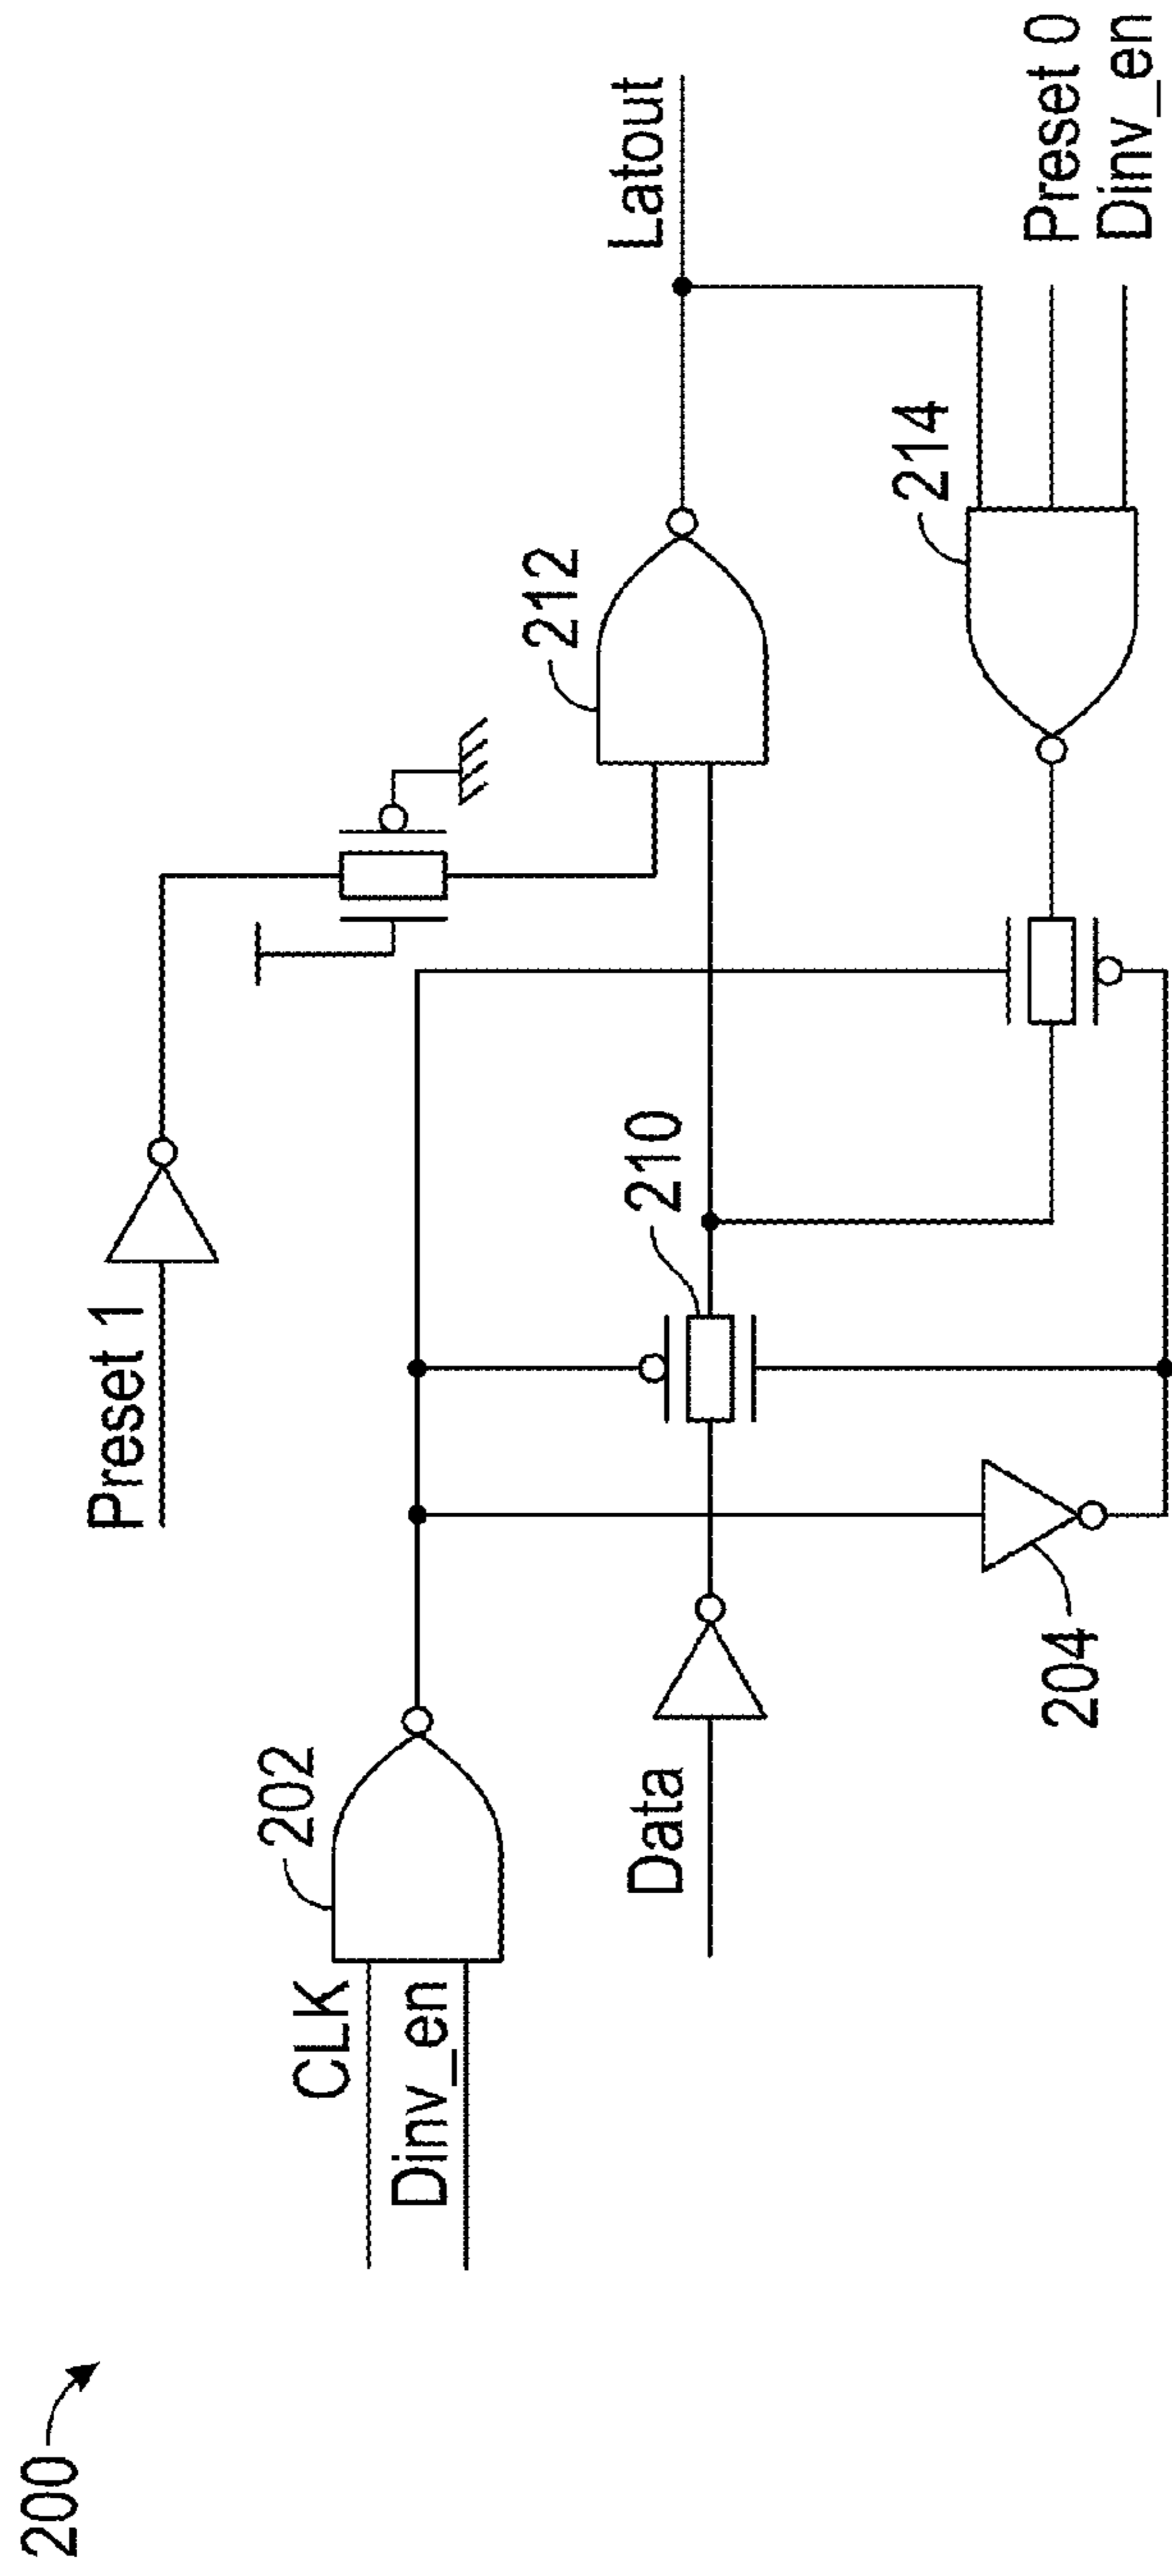 200
CLK
Dinv_en
202
Data
204
Preset 1
210
212
214
Latout
Preset 0
Dinv_en